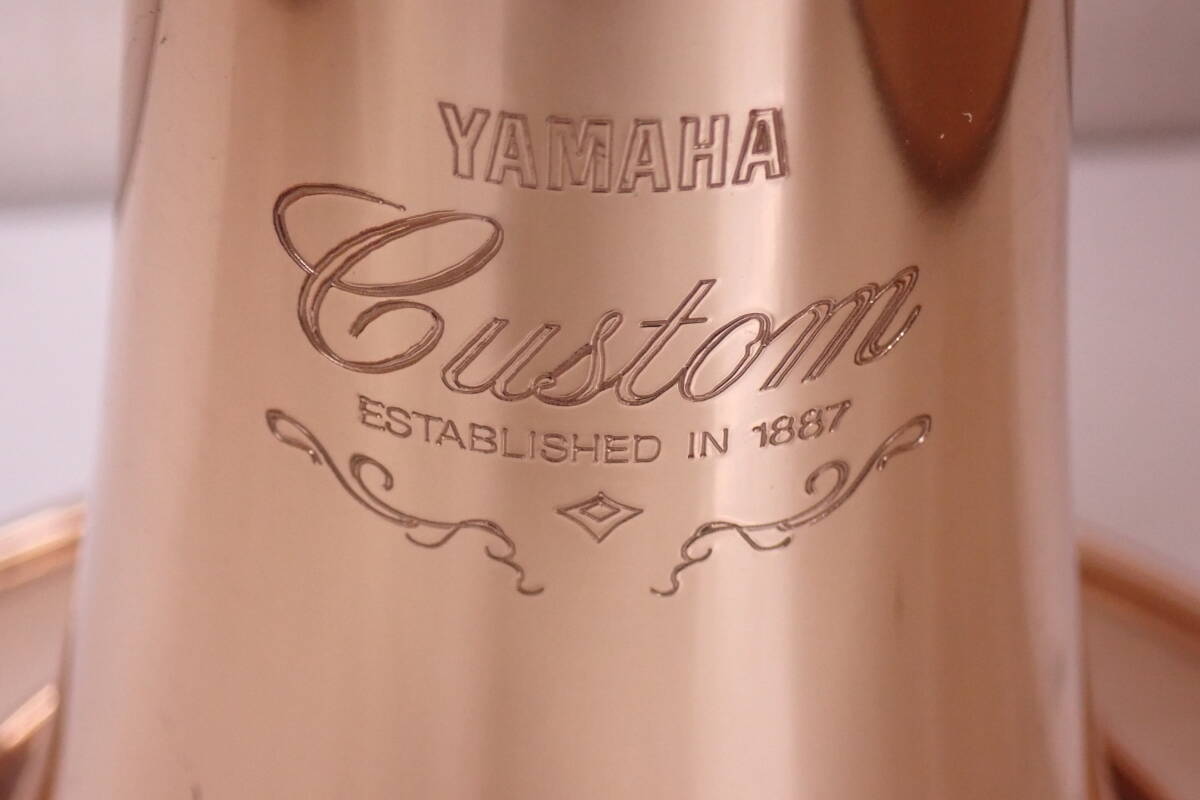 YAMAHA
Custom
ESTABLISHED IN 1887